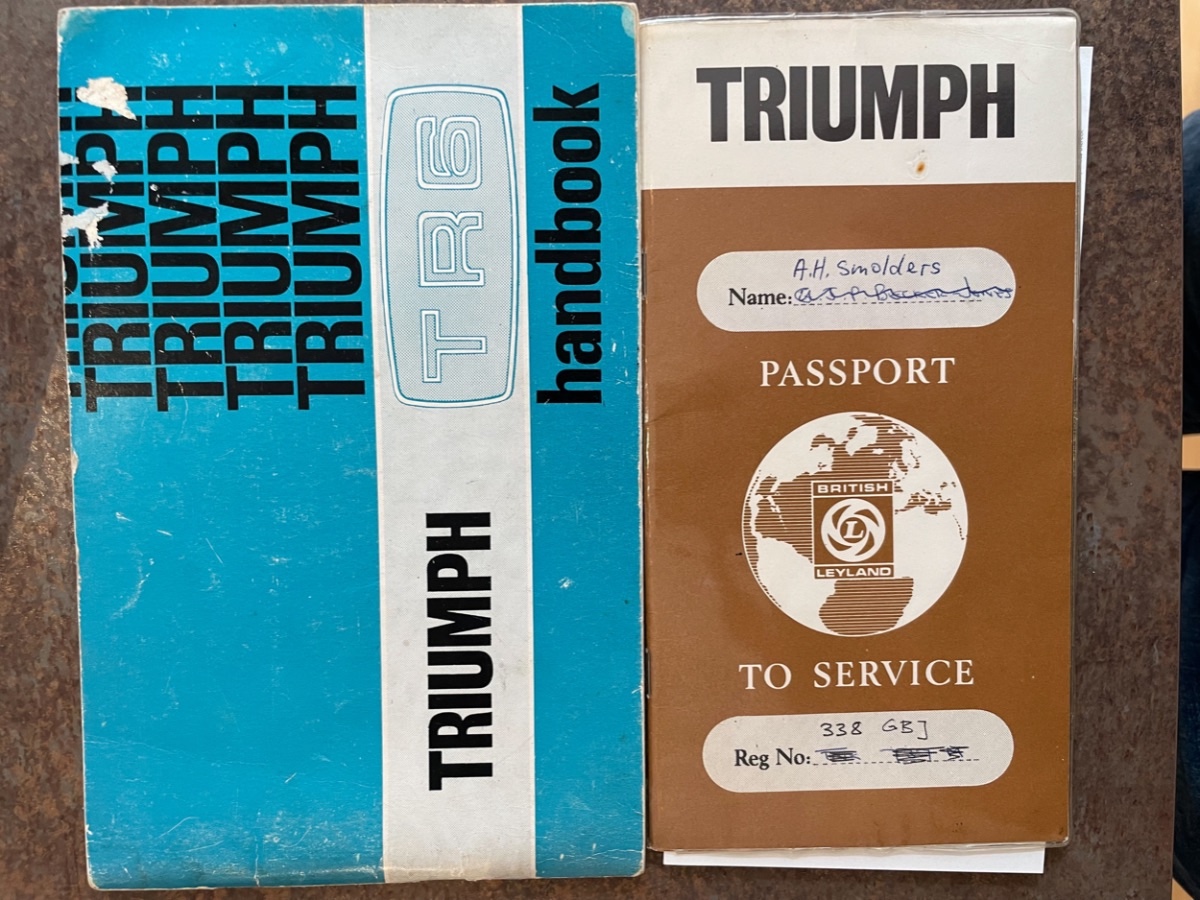 TRIUMPH
TRIUMPH
TRIUMPH
TRIUMPH
TR6
TRIUMPH
handbook
TRIUMPH
A.H. Smolders
Name:
PASSPORT
BRITISH
L
LEYLAND
TO SERVICE
338 GBJ
Reg No: